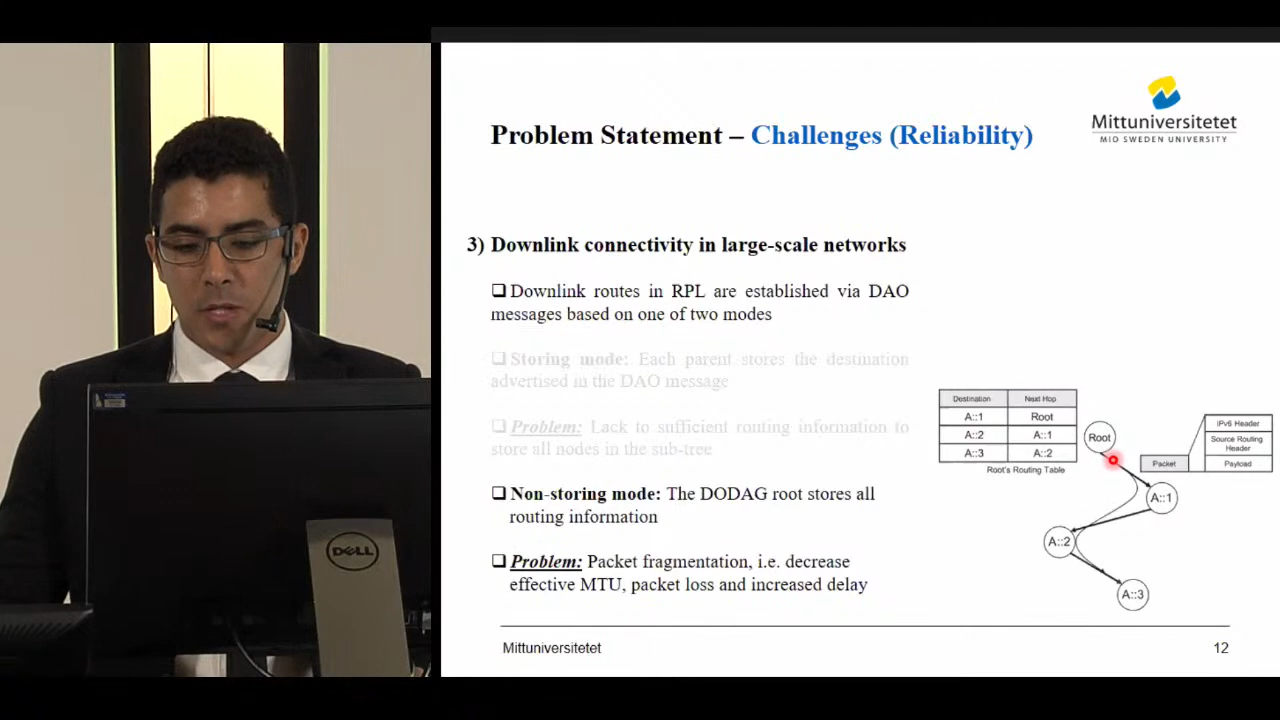 Mittuniversitetet
MID SWEDEN UNIVERSITY
Problem Statement – Challenges (Reliability)
3) Downlink connectivity in large-scale networks
❑ Downlink routes in RPL are established via DAO
messages based on one of two modes
❑ Storing mode: Each parent stores the destination
advertised in the DAO message
❑ Problem: Lack to sufficient routing information to
store all nodes in the sub-tree
❑ Non-storing mode: The DODAG root stores all
routing information
❑ Problem: Packet fragmentation, i.e. decrease
effective MTU, packet loss and increased delay
Destination Next Hop
A::1 Root
A::2 A::1
A::3 A::2
Root's Routing Table
Root
Packet
IPv6 Header
Source Routing
Header
Payload
A::1
A::2
A::3
DELL
Mittuniversitetet
12